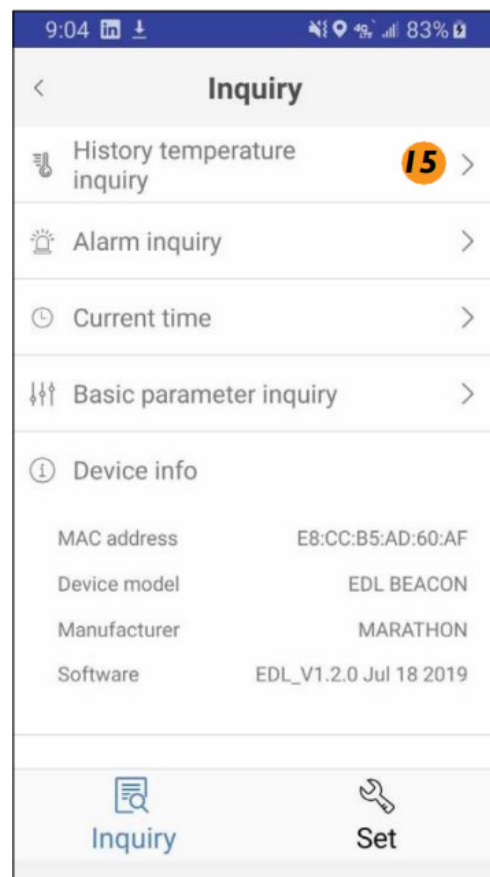 9:04 in 4G 83%
Inquiry
History temperature
inquiry
15
Alarm inquiry
Current time
Basic parameter inquiry
Device info
MAC address E8:CC:B5:AD:60:AF
Device model EDL BEACON
Manufacturer MARATHON
Software EDL_V1.2.0 Jul 18 2019
Inquiry Set